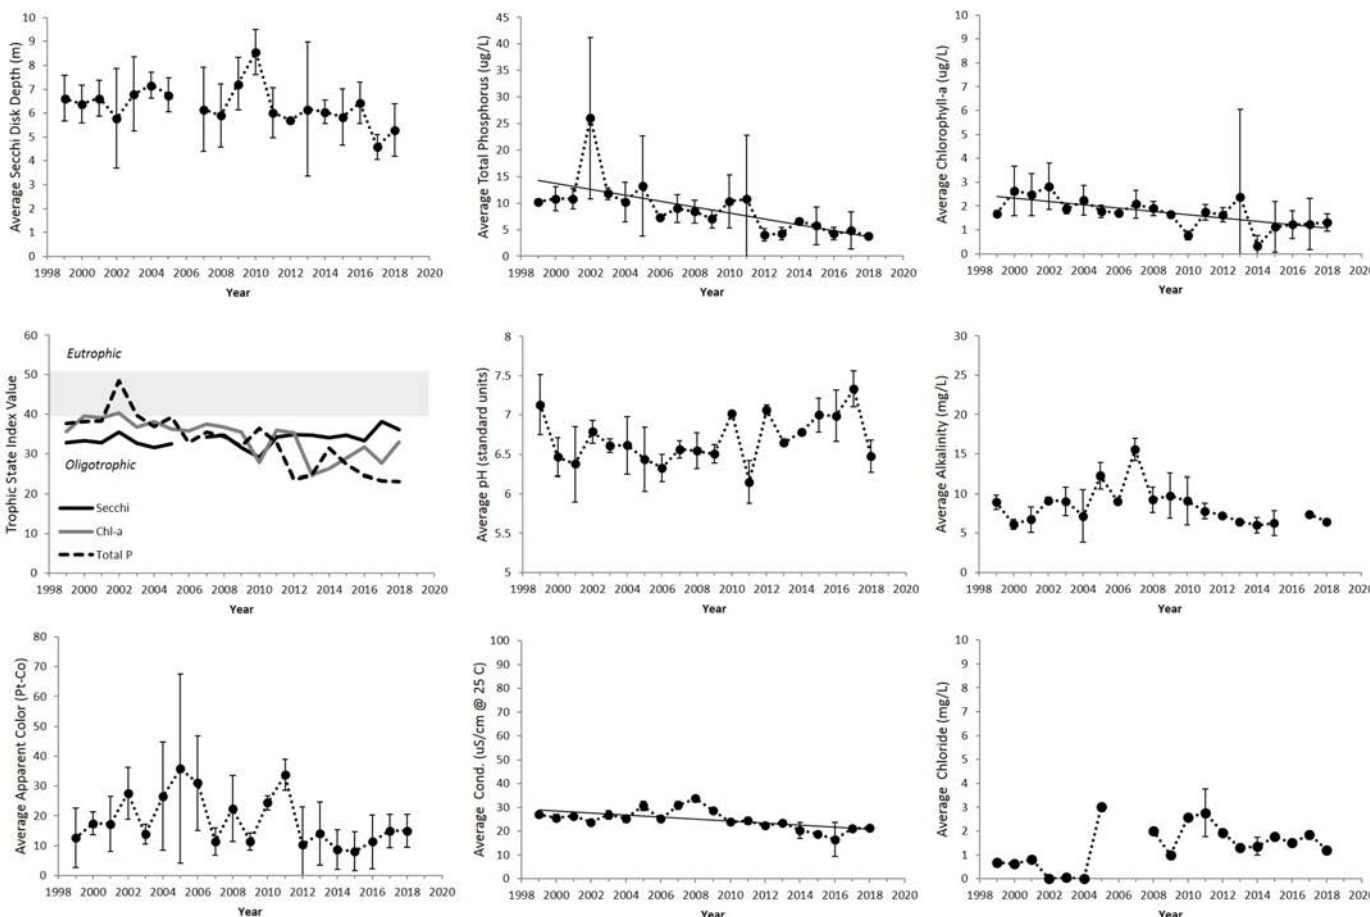 Average Secchi Disk Depth (m)
10
9
8
7
6
5
4
3
2
1
0
1998 2000 2002 2004 2006 2008 2010 2012 2014 2016 2018 2020
Year
Average Total Phosphorus (ug/L)
45
40
35
30
25
20
15
10
5
0
1998 2000 2002 2004 2006 2008 2010 2012 2014 2016 2018 2020
Year
Average Chlorophyll-a (ug/L)
10
9
8
7
6
5
4
3
2
1
0
1998 2000 2002 2004 2006 2008 2010 2012 2014 2016 2018 2020
Year
Trophic State Index Value
60
50
40
30
20
10
0
Eutrophic
Oligotrophic
Secchi
Chl-a
Total P
1998 2000 2002 2004 2006 2008 2010 2012 2014 2016 2018 2020
Year
Average pH (standard units)
8
7.5
7
6.5
6
5.5
5
1998 2000 2002 2004 2006 2008 2010 2012 2014 2016 2018 2020
Year
Average Alkalinity (mg/L)
30
25
20
15
10
5
0
1998 2000 2002 2004 2006 2008 2010 2012 2014 2016 2018 2020
Year
Average Apparent Color (Pt-Co)
80
70
60
50
40
30
20
10
0
1998 2000 2002 2004 2006 2008 2010 2012 2014 2016 2018 2020
Year
Average Cond. (uS/cm @ 25 C)
100
90
80
70
60
50
40
30
20
10
0
1998 2000 2002 2004 2006 2008 2010 2012 2014 2016 2018 2020
Year
Average Chloride (mg/L)
10
9
8
7
6
5
4
3
2
1
0
1998 2000 2002 2004 2006 2008 2010 2012 2014 2016 2018 2020
Year